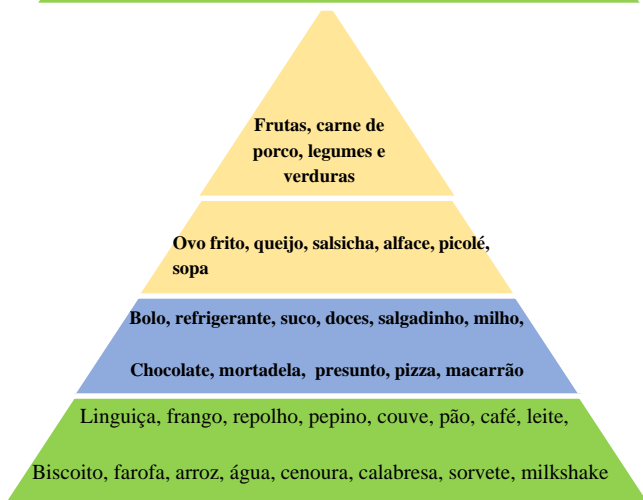 Frutas, carne de
porco, legumes e
verduras
Ovo frito, queijo, salsicha, alface, picolé,
sopa
Bolo, refrigerante, suco, doces, salgadinho, milho,
Chocolate, mortadela, presunto, pizza, macarrão
Linguiça, frango, repolho, pepino, couve, pão, café, leite,
Biscoito, farofa, arroz, água, cenoura, calabresa, sorvete, milkshake